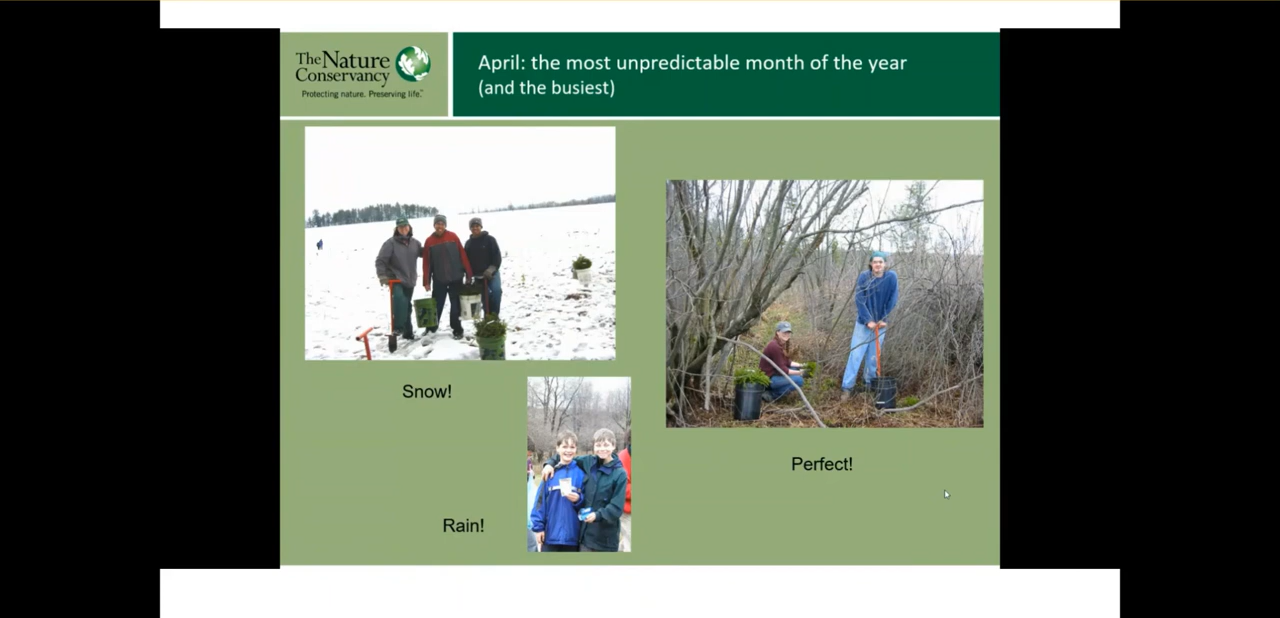 The Nature
Conservancy
Protecting nature. Preserving life.™
April: the most unpredictable month of the year
(and the busiest)
Snow!
Perfect!
Rain!